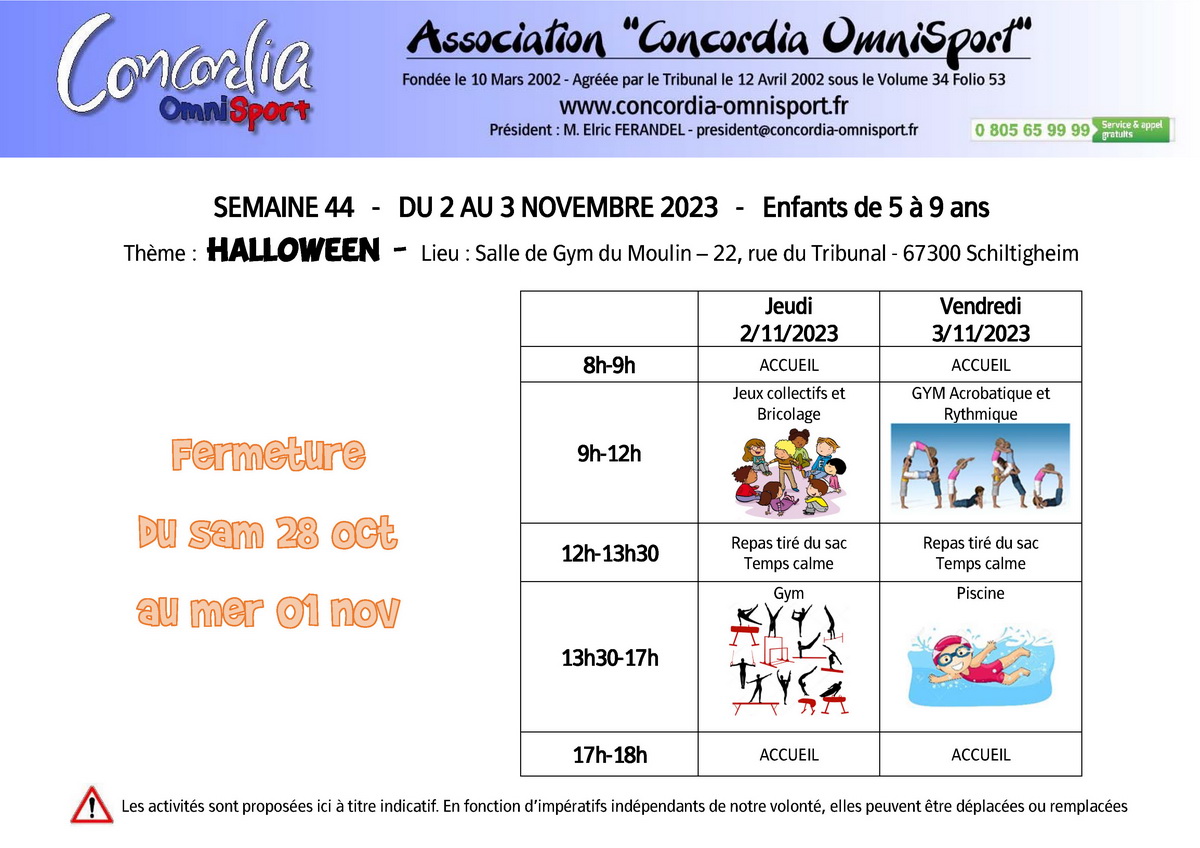 Concordia
OmniSport
Association "Concordia OmniSport"
Fondée le 10 Mars 2002 - Agréée par le Tribunal le 12 Avril 2002 sous le Volume 34 Folio 53
www.concordia-omnisport.fr
Président : M. Elric FERANDEL - president@concordia-omnisport.fr
0 805 65 99 99
Service & appel
gratuits
SEMAINE 44 - DU 2 AU 3 NOVEMBRE 2023 - Enfants de 5 à 9 ans
Thème : HALLOWEEN - Lieu : Salle de Gym du Moulin – 22, rue du Tribunal - 67300 Schiltigheim
Fermeture
Du sam 28 oct
au mer 01 nov
Jeudi
2/11/2023
Vendredi
3/11/2023
8h-9h
ACCUEIL
ACCUEIL
9h-12h
Jeux collectifs et
Bricolage
GYM Acrobatique et
Rythmique
ACRO
12h-13h30
Repas tiré du sac
Temps calme
Repas tiré du sac
Temps calme
13h30-17h
Gym
Piscine
17h-18h
ACCUEIL
ACCUEIL
Les activités sont proposées ici à titre indicatif. En fonction d'impératifs indépendants de notre volonté, elles peuvent être déplacées ou remplacées